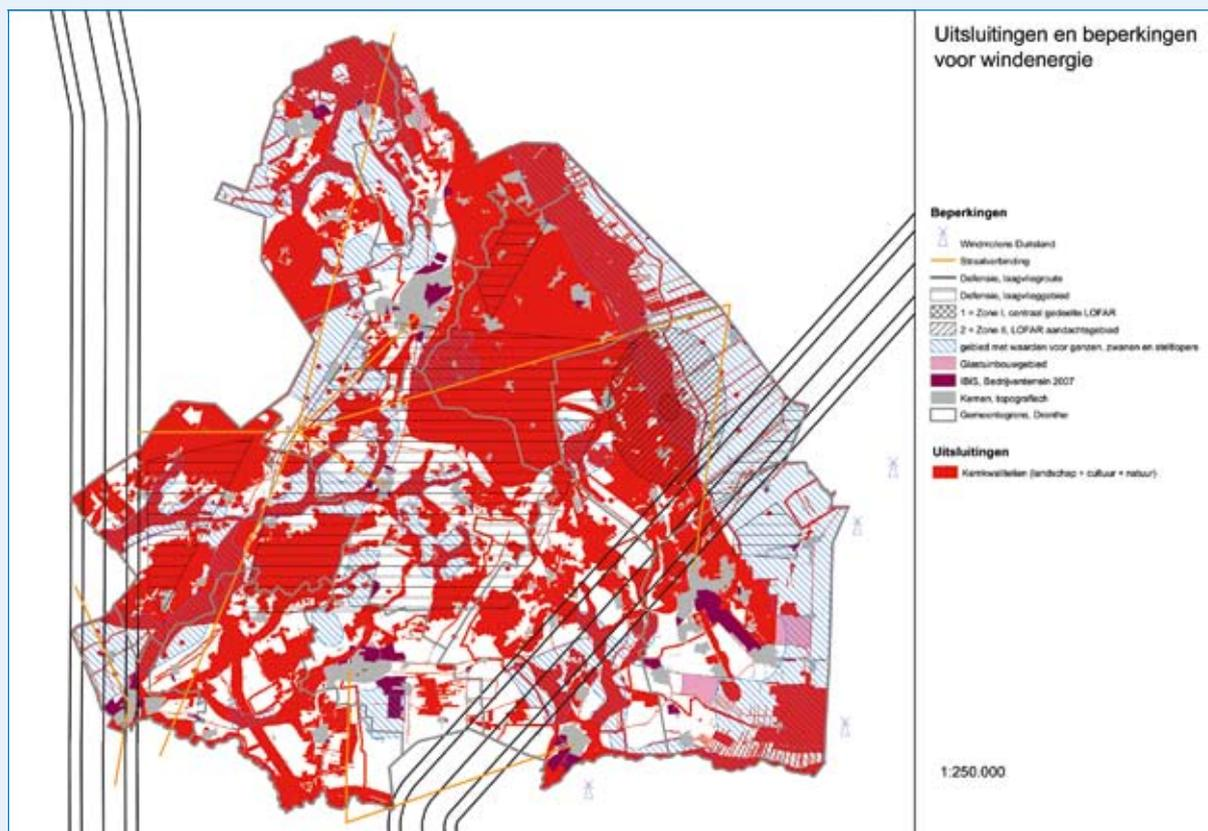 Uitsluitingen en beperkingen
voor windenergie
Beperkingen
Windmolens Duitsland
Straalverbinding
Defensie, laagvliegroute
Defensie, laagvlieggebied
1 = Zone I, centraal gedeelte LOFAR
2 = Zone II, LOFAR aandachtsgebied
gebied met waarden voor ganzen, zwanen en steltlopers
Glastuinbouwgebied
IBIS, Bedrijventerrein 2007
Kernen, topografisch
Gemeentegrens, Drenthe
Uitsluitingen
Kernkwaliteiten (landschap + cultuur + natuur)
1:250.000